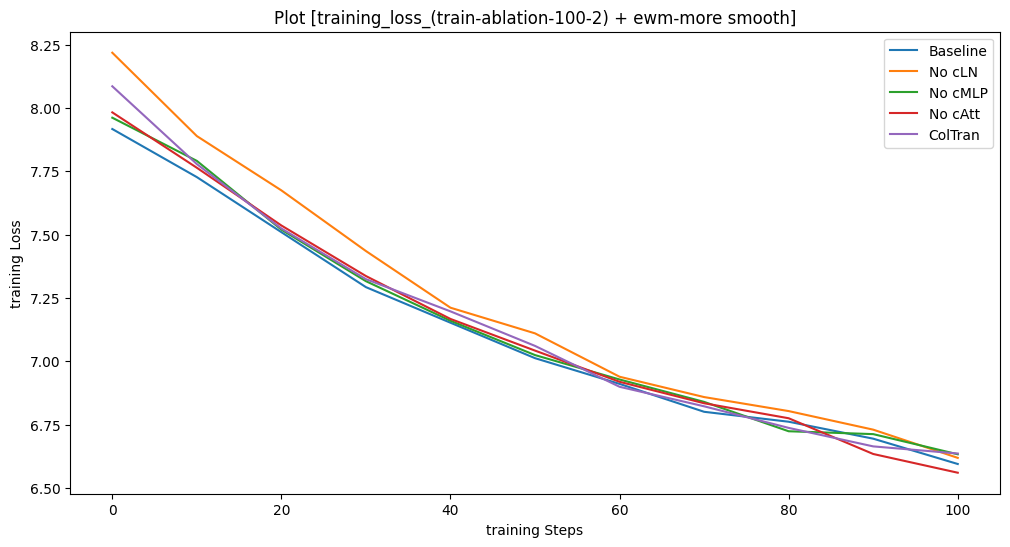 Plot [training_loss_(train-ablation-100-2) + ewm-more smooth]
8.25
8.00
7.75
7.50
7.25
7.00
6.75
6.50
training Loss
0
20
40
60
80
100
training Steps
Baseline
No cLN
No cMLP
No cAtt
ColTran